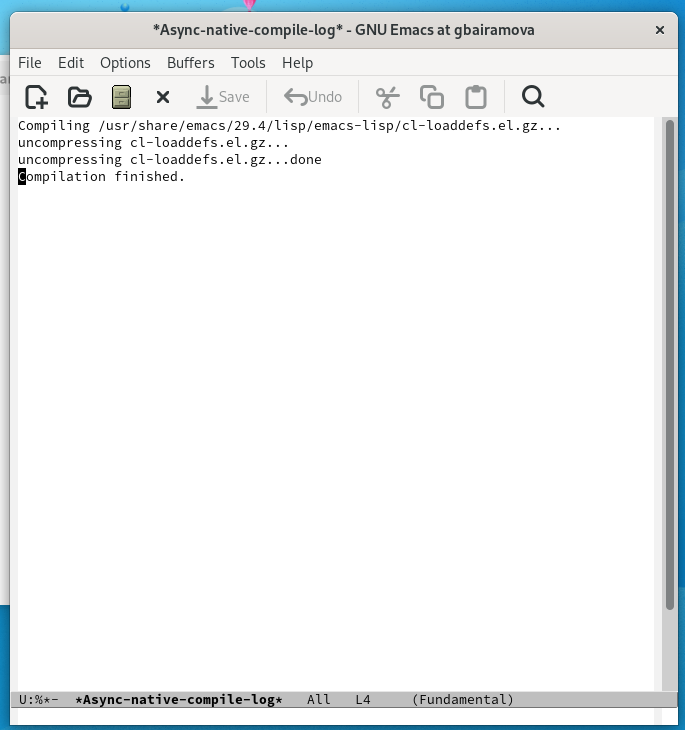 *Async-native-compile-log* - GNU Emacs at gbairamova
File Edit Options Buffers Tools Help
Save Undo
Compiling /usr/share/emacs/29.4/lisp/emacs-lisp/cl-loaddefs.el.gz...
uncompressing cl-loaddefs.el.gz...
uncompressing cl-loaddefs.el.gz...done
Compilation finished.
U:%*- *Async-native-compile-log* All L4 (Fundamental)